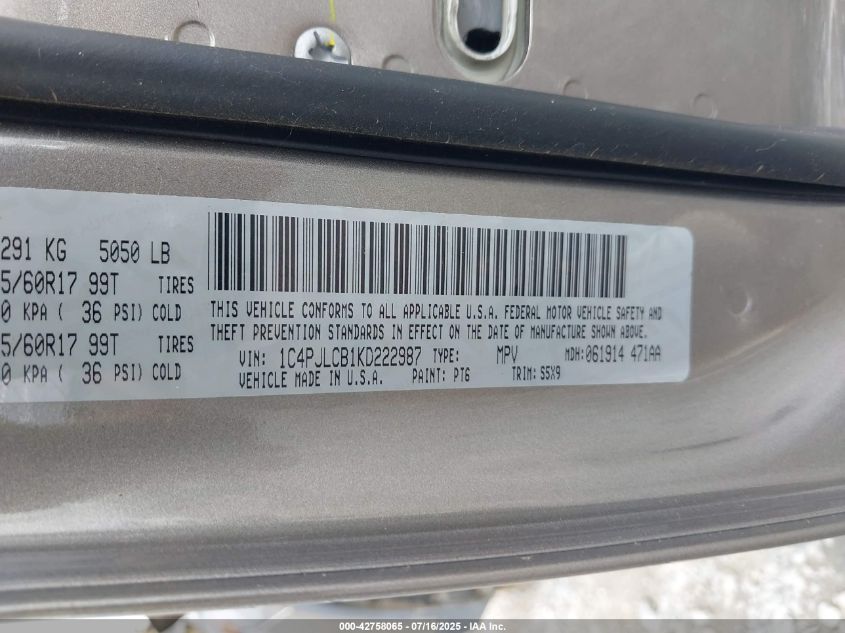 291 KG 5050 LB
5/60R17 99T TIRES
0 KPA ( 36 PSI) COLD
5/60R17 99T TIRES
0 KPA ( 36 PSI) COLD
THIS VEHICLE CONFORMS TO ALL APPLICABLE U.S.A. FEDERAL MOTOR VEHICLE SAFETY AND
THEFT PREVENTION STANDARDS IN EFFECT ON THE DATE OF MANUFACTURE SHOWN ABOVE.
VIN: 1C4PJLCB1KD222987 TYPE: MPV MDH: 061914 471AA
VEHICLE MADE IN U.S.A. PAINT: PT6 TRIM: S5X9
000-42758065 - 07/16/2025 - IAA Inc.